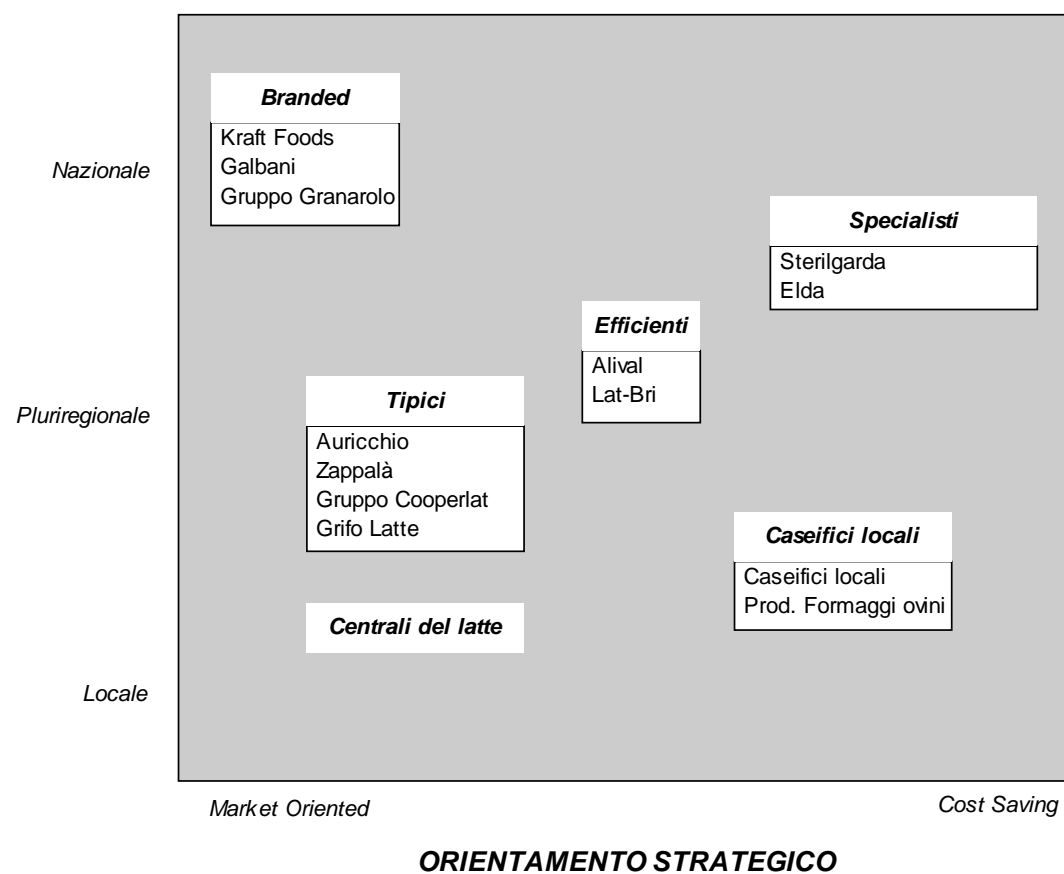 Branded
Kraft Foods
Galbani
Gruppo Granarolo
Nazionale
Specialisti
Sterilgarda
Elda
Efficienti
Alival
Lat-Bri
Pluriregionale
Tipici
Auricchio
Zappalà
Gruppo Cooperlat
Grifo Latte
Caseifici locali
Caseifici locali
Prod. Formaggi ovini
Centrali del latte
Locale
Market Oriented
Cost Saving
ORIENTAMENTO STRATEGICO